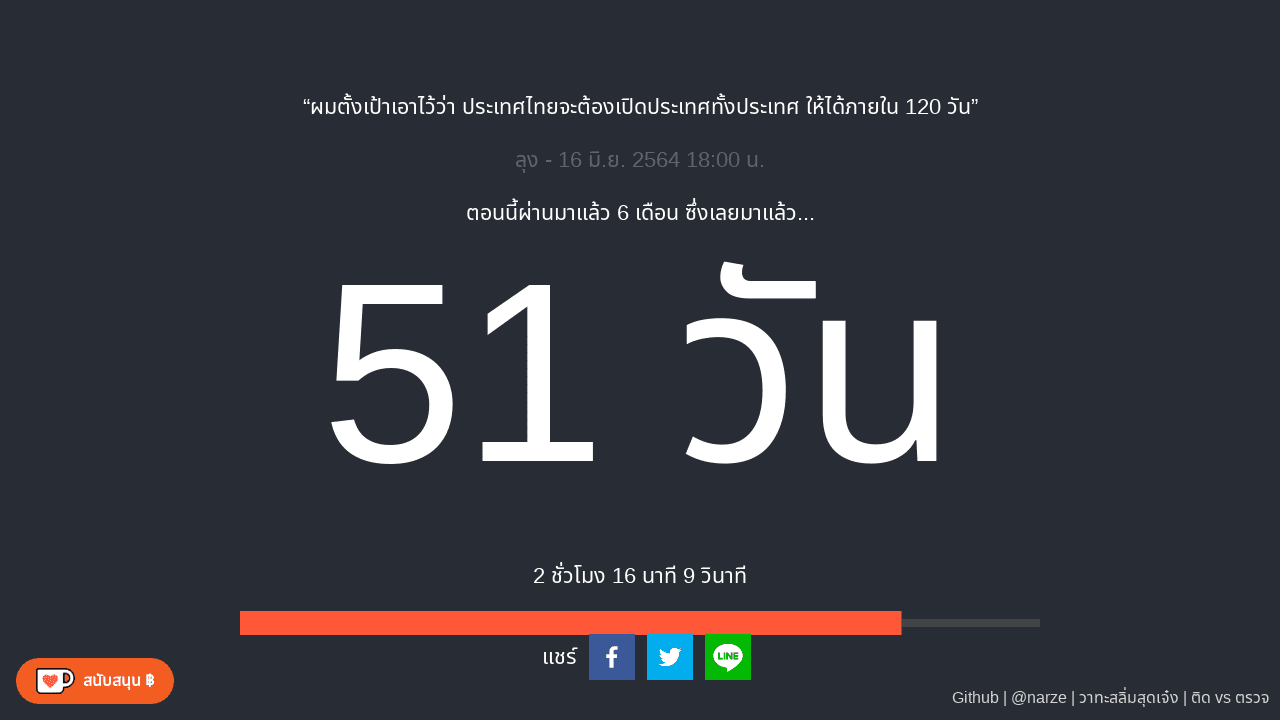 “ผมตั้งเป้าเอาไว้ว่า ประเทศไทยจะต้องเปิดประเทศทั้งประเทศ ให้ได้ภายใน 120 วัน”
ลุง - 16 มิ.ย. 2564 18:00 น.
ตอนนี้ผ่านมาแล้ว 6 เดือน ซึ่งเลยมาแล้ว...
51 วัน
2 ชั่วโมง 16 นาที 9 วินาที
แชร์
LINE
สนับสนุน ฿
Github | @narze | วาทะสลิ่มสุดเจ๋ง | ติด vs ตรวจ